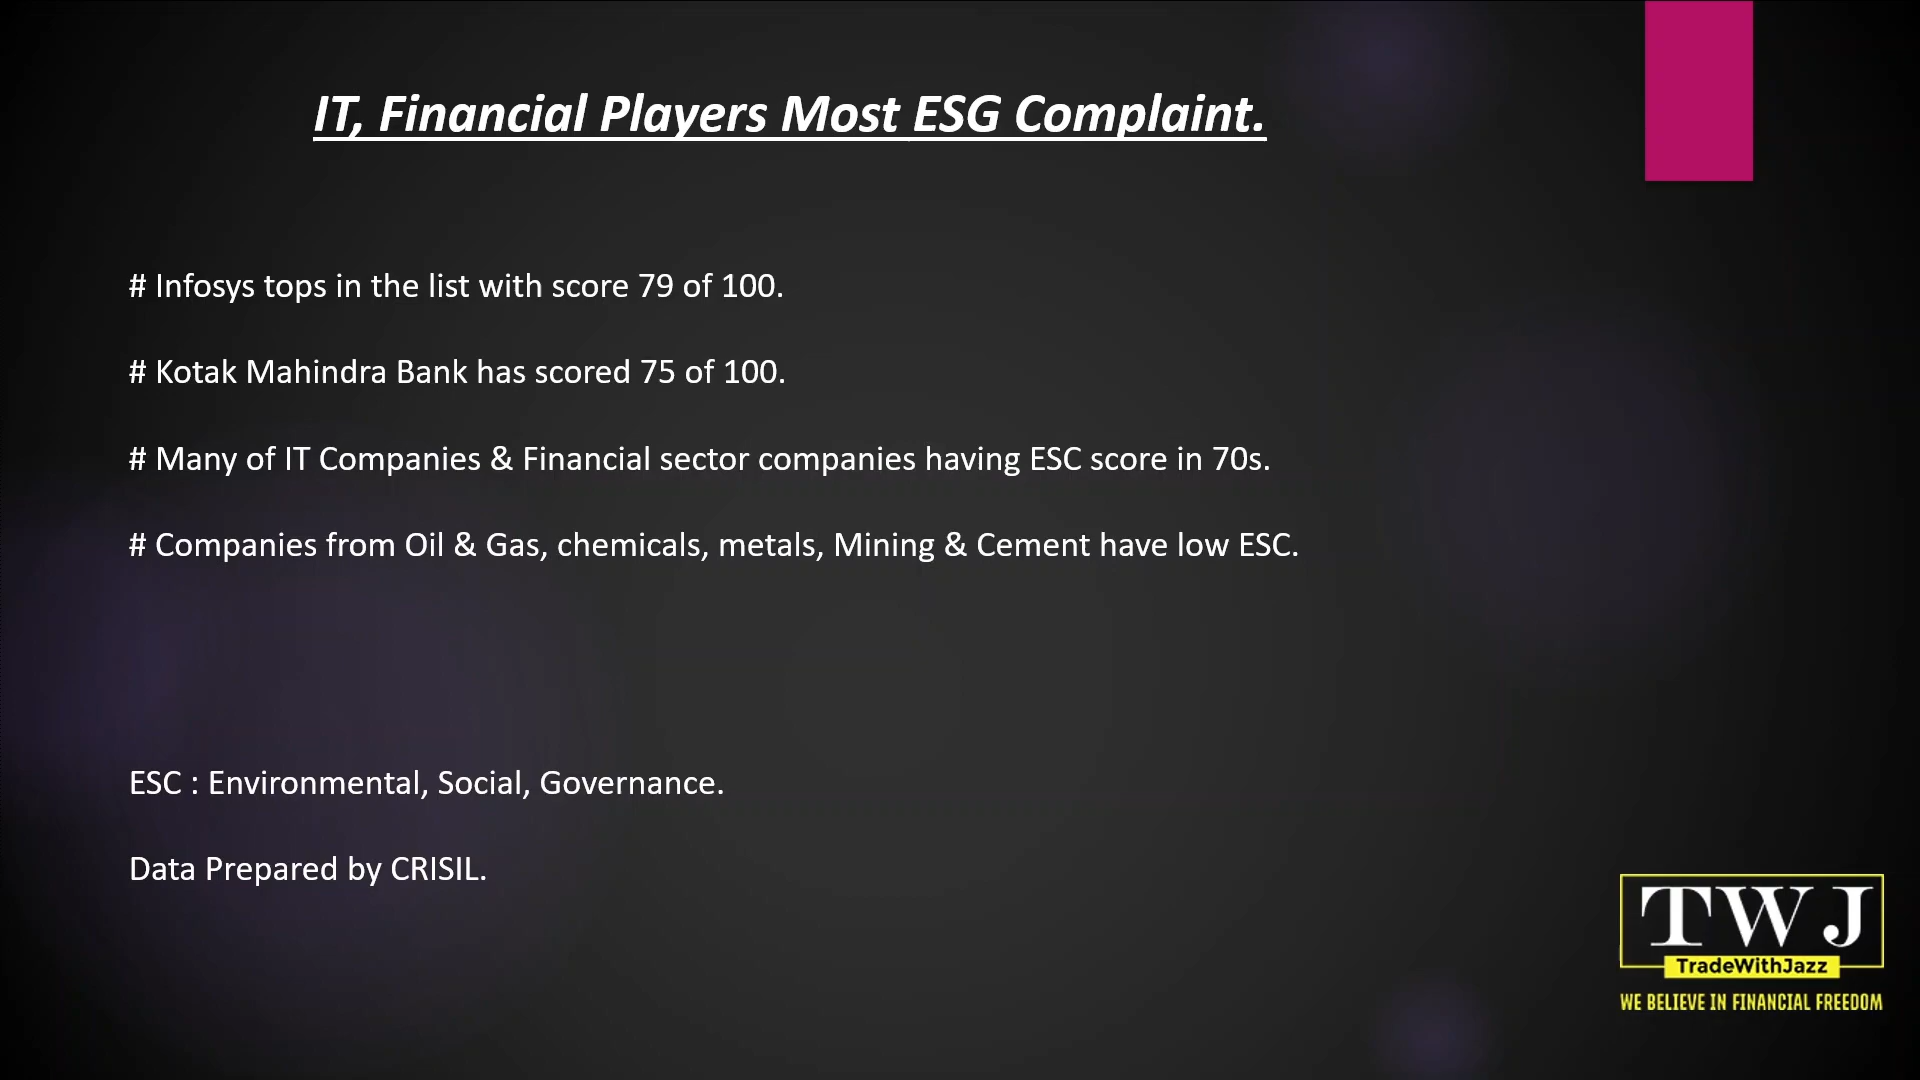 IT, Financial Players Most ESG Complaint.
# Infosys tops in the list with score 79 of 100.
# Kotak Mahindra Bank has scored 75 of 100.
# Many of IT Companies & Financial sector companies having ESC score in 70s.
# Companies from Oil & Gas, chemicals, metals, Mining & Cement have low ESC.
ESC : Environmental, Social, Governance.
Data Prepared by CRISIL.
TWJ
TradeWithJazz
WE BELIEVE IN FINANCIAL FREEDOM